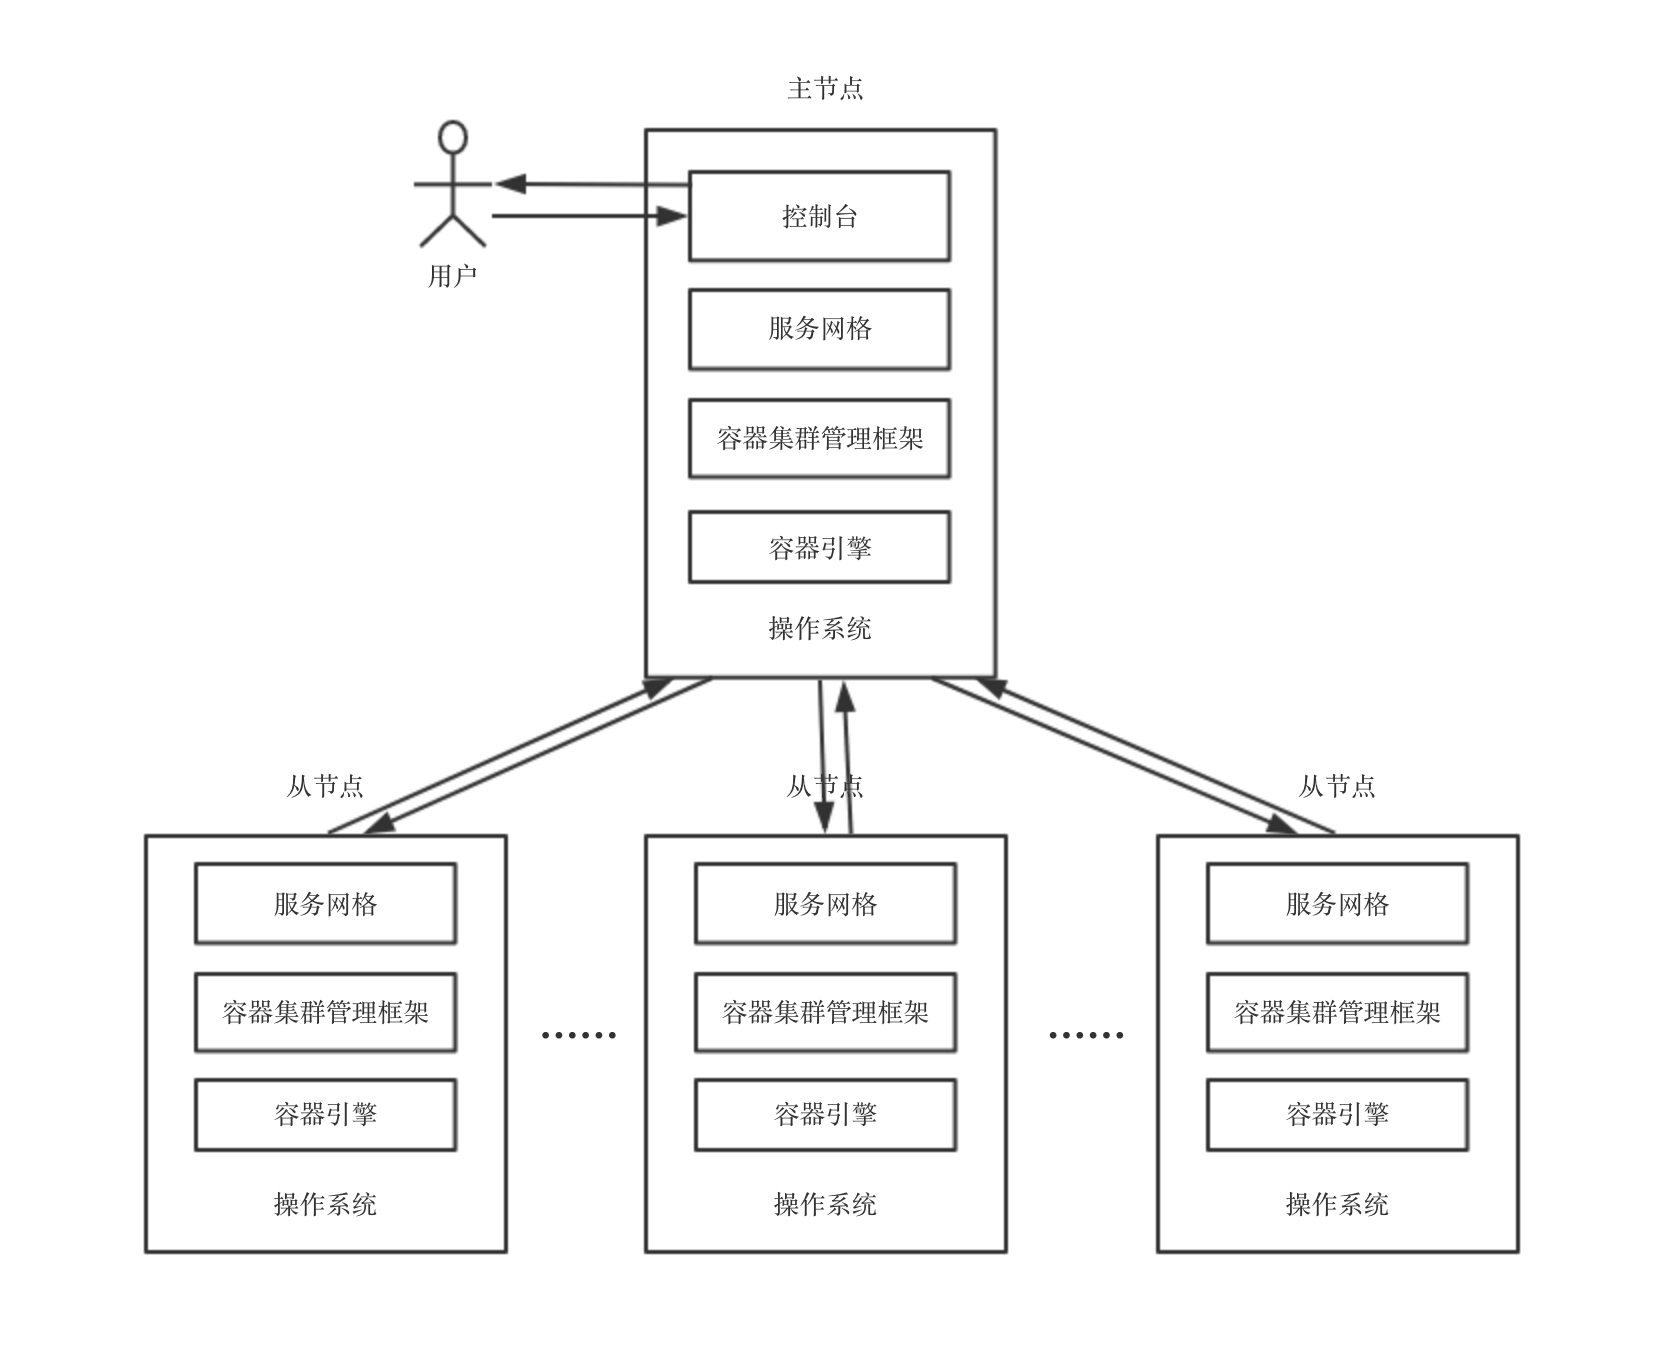 主节点
控制台
用户
服务网格
容器集群管理框架
容器引擎
操作系统
从节点
从节点
从节点
服务网格
容器集群管理框架
容器引擎
操作系统
……
服务网格
容器集群管理框架
容器引擎
操作系统
……
服务网格
容器集群管理框架
容器引擎
操作系统